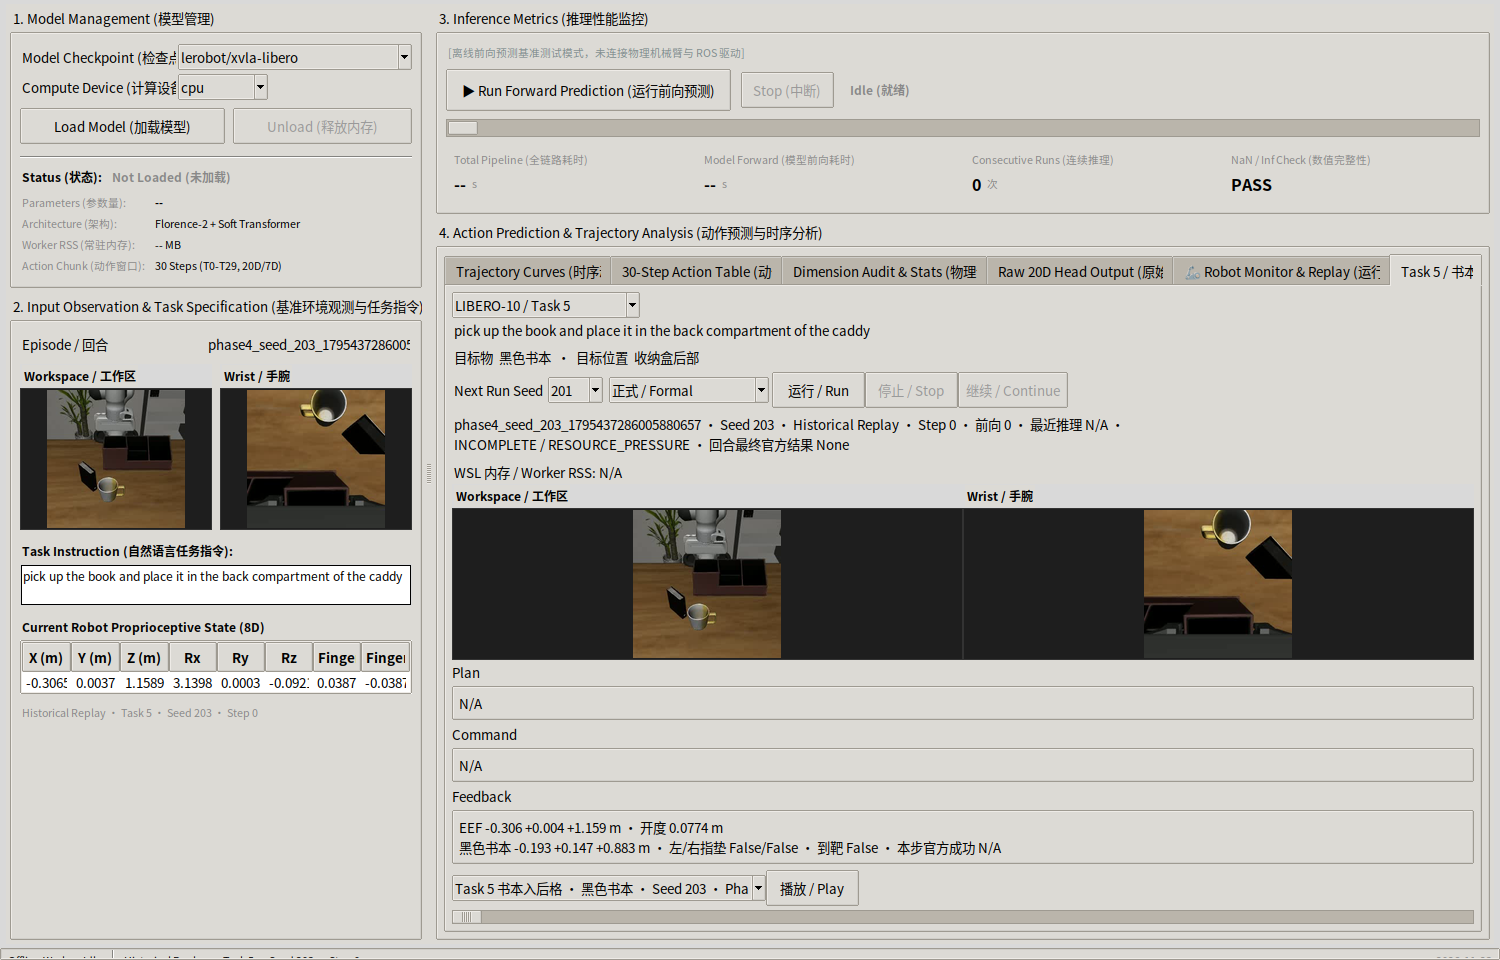 1. Model Management (模型管理)
Model Checkpoint (检查点
lerobot/xvla-libero
Compute Device (计算设备
cpu
Load Model (加载模型)
Unload (释放内存)
Status (状态):
Not Loaded (未加载)
Parameters (参数量):
--
Architecture (架构):
Florence-2 + Soft Transformer
Worker RSS (常驻内存):
-- MB
Action Chunk (动作窗口):
30 Steps (T0-T29, 20D/7D)
2. Input Observation & Task Specification (基准环境观测与任务指令)
Episode / 回合
phase4_seed_203_1795437286005
Workspace / 工作区
Wrist / 手腕
Task Instruction (自然语言任务指令):
pick up the book and place it in the back compartment of the caddy
Current Robot Proprioceptive State (8D)
X (m) Y (m) Z (m) Rx Ry Rz Finge Finger
-0.3065 0.0037 1.1589 3.1398 0.0003 -0.092 0.0387 -0.0387
Historical Replay • Task 5 • Seed 203 • Step 0
3. Inference Metrics (推理性能监控)
[离线前向预测基准测试模式，未连接物理机械臂与 ROS 驱动]
▶ Run Forward Prediction (运行前向预测)
Stop (中断)
Idle (就绪)
Total Pipeline (全链路耗时)
-- s
Model Forward (模型前向耗时)
-- s
Consecutive Runs (连续推理)
0 次
NaN / Inf Check (数值完整性)
PASS
4. Action Prediction & Trajectory Analysis (动作预测与时序分析)
Trajectory Curves (时序
30-Step Action Table (动
Dimension Audit & Stats (物理
Raw 20D Head Output (原始
🦾 Robot Monitor & Replay (运行
Task 5 / 书本
LIBERO-10 / Task 5
pick up the book and place it in the back compartment of the caddy
目标物 黑色书本 • 目标位置 收纳盒后部
Next Run Seed
201
正式 / Formal
运行 / Run
停止 / Stop
继续 / Continue
phase4_seed_203_1795437286005880657 • Seed 203 • Historical Replay • Step 0 • 前向 0 • 最近推理 N/A •
INCOMPLETE / RESOURCE_PRESSURE • 回合最终官方结果 None
WSL 内存 / Worker RSS: N/A
Workspace / 工作区
Wrist / 手腕
Plan
N/A
Command
N/A
Feedback
EEF -0.306 +0.004 +1.159 m • 开度 0.0774 m
黑色书本 -0.193 +0.147 +0.883 m • 左/右指垫 False/False • 到靶 False • 本步官方成功 N/A
Task 5 书本入后格 • 黑色书本 • Seed 203 • Pha
播放 / Play